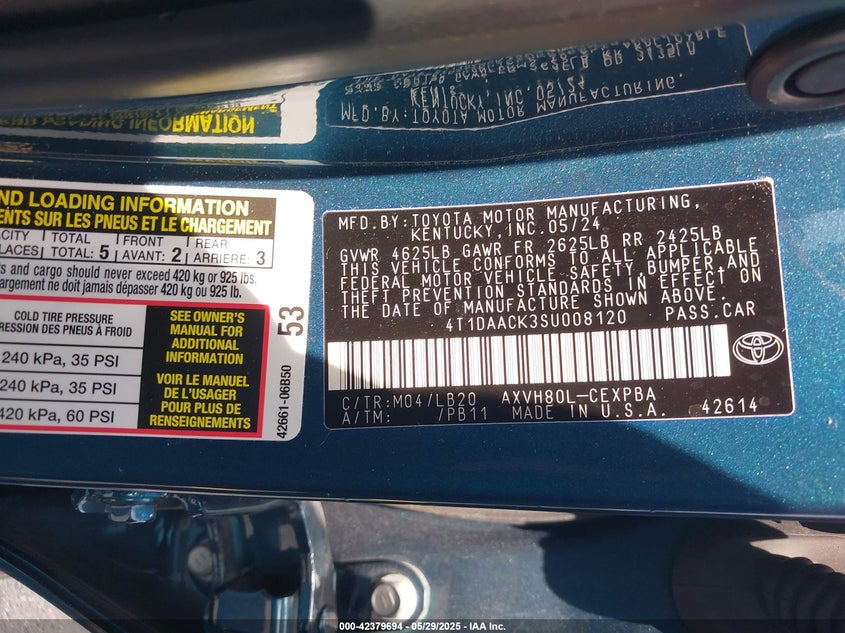 ND LOADING INFORMATION
ENTS SUR LES PNEUS ET LE CHARGEMENT
CITY TOTAL FRONT REAR
LACES TOTAL: 5 AVANT: 2 ARRIERE: 3
s and cargo should never exceed 420 kg or 925 lbs.
argement ne doit jamais dépasser 420 kg ou 925 lb.
COLD TIRE PRESSURE
RESSION DES PNEUS À FROID
240 kPa, 35 PSI
240 kPa, 35 PSI
420 kPa, 60 PSI
SEE OWNER'S
MANUAL FOR
ADDITIONAL
INFORMATION
VOIR LE MANUEL
DE L'USAGER
POUR PLUS DE
RENSEIGNEMENTS
53
42661-06B50
MFD.BY:TOYOTA MOTOR MANUFACTURING,
KENTUCKY,INC.05/24
GVWR 4625LB GAWR FR 2625LB RR 2425LB
THIS VEHICLE CONFORMS TO ALL APPLICABLE
FEDERAL MOTOR VEHICLE SAFETY,BUMPER AND
THEFT PREVENTION STANDARDS IN EFFECT ON
THE DATE OF MANUFACTURE SHOWN ABOVE.
4T1DAACK3SU008120 PASS.CAR
C/TR:M04/LB20 AXVH80L-CEXPBA
A/TM: /PB11 MADE IN U.S.A. 42614
TOYOTA
000-42379694 - 05/29/2025 - IAA Inc.